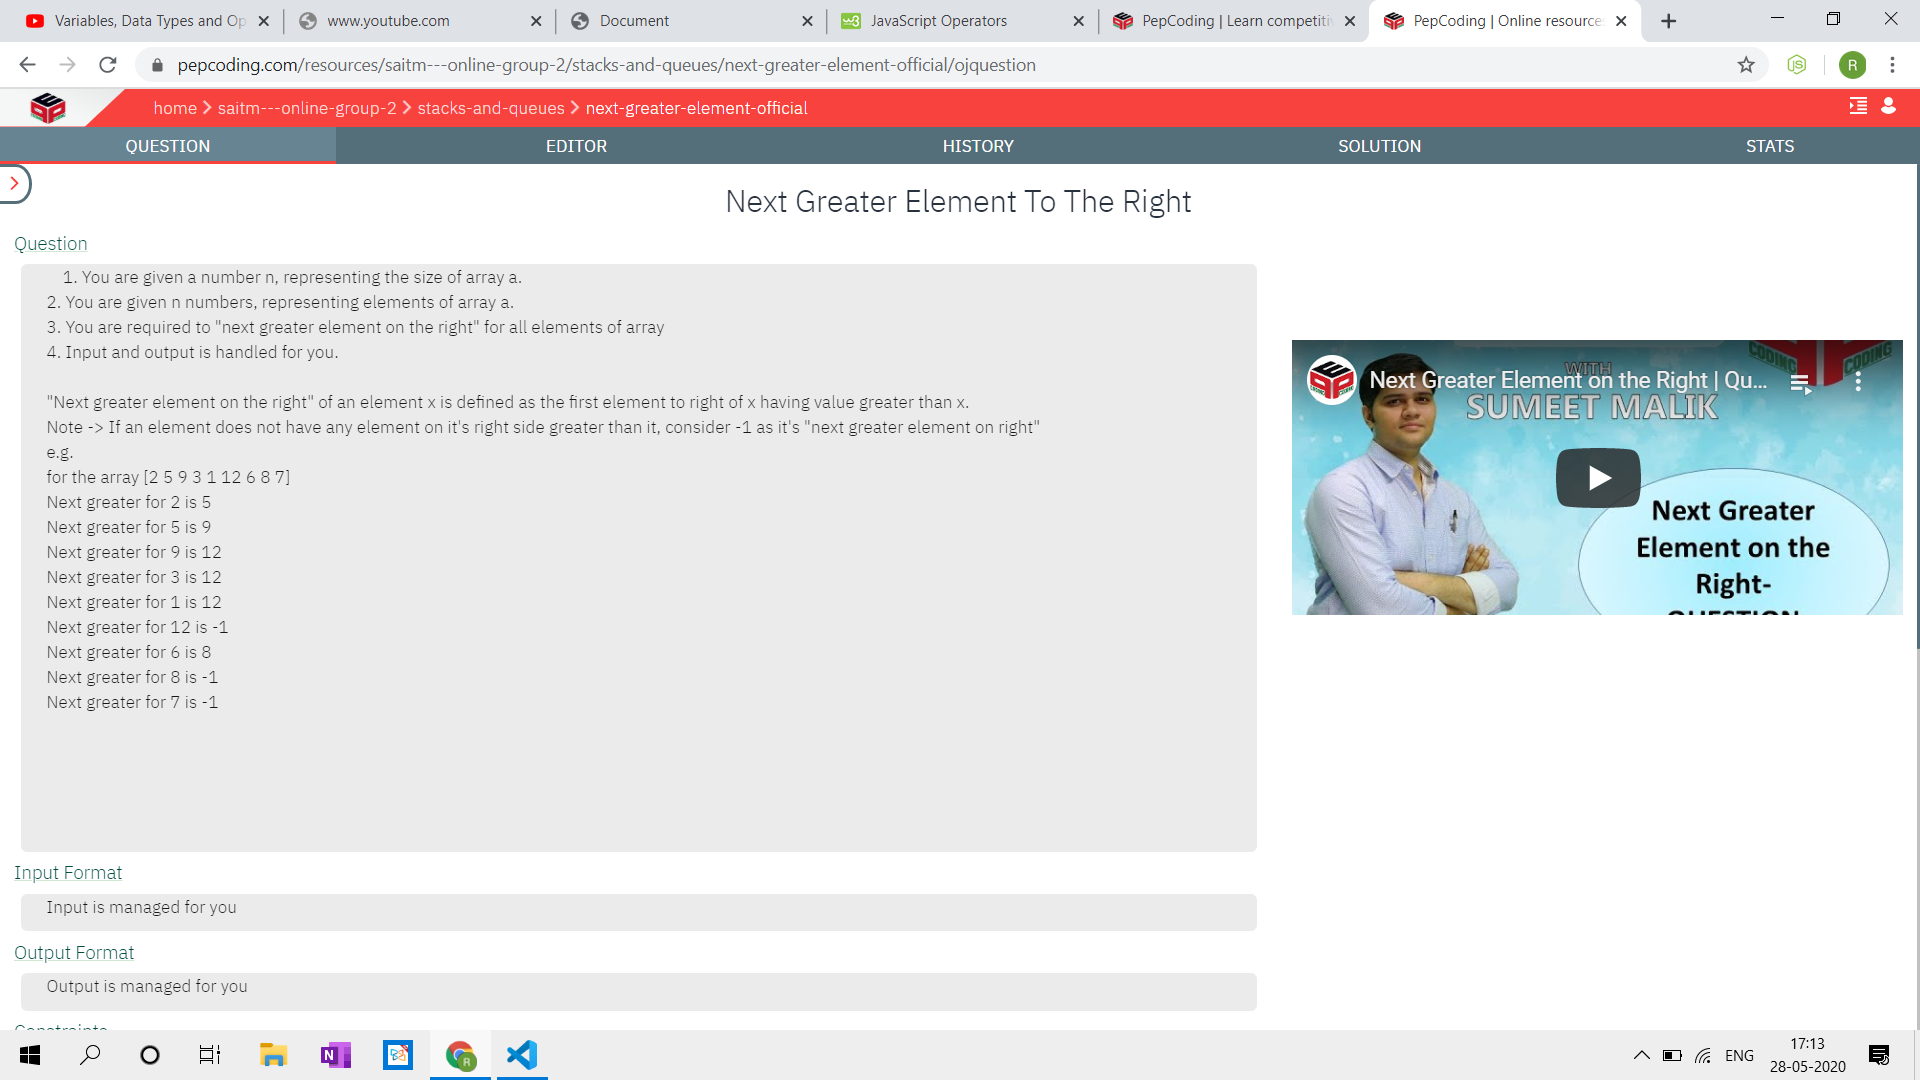 Variables, Data Types and Op
www.youtube.com
Document
JavaScript Operators
PepCoding | Learn competitiv
PepCoding | Online resource
pepcoding.com/resources/saitm---online-group-2/stacks-and-queues/next-greater-element-official/ojquestion
R
home > saitm---online-group-2 > stacks-and-queues > next-greater-element-official
QUESTION
EDITOR
HISTORY
SOLUTION
STATS
Next Greater Element To The Right
Question
1. You are given a number n, representing the size of array a.
2. You are given n numbers, representing elements of array a.
3. You are required to "next greater element on the right" for all elements of array
4. Input and output is handled for you.
"Next greater element on the right" of an element x is defined as the first element to right of x having value greater than x.
Note -> If an element does not have any element on it's right side greater than it, consider -1 as it's "next greater element on right"
e.g.
for the array [2 5 9 3 1 12 6 8 7]
Next greater for 2 is 5
Next greater for 5 is 9
Next greater for 9 is 12
Next greater for 3 is 12
Next greater for 1 is 12
Next greater for 12 is -1
Next greater for 6 is 8
Next greater for 8 is -1
Next greater for 7 is -1
CODING CODING
WITH
Next Greater Element on the Right | Qu...
SUMEET MALIK
Next Greater
Element on the
Right-
QUESTION
Input Format
Input is managed for you
Output Format
Output is managed for you
Constraints
ENG
17:13
28-05-2020